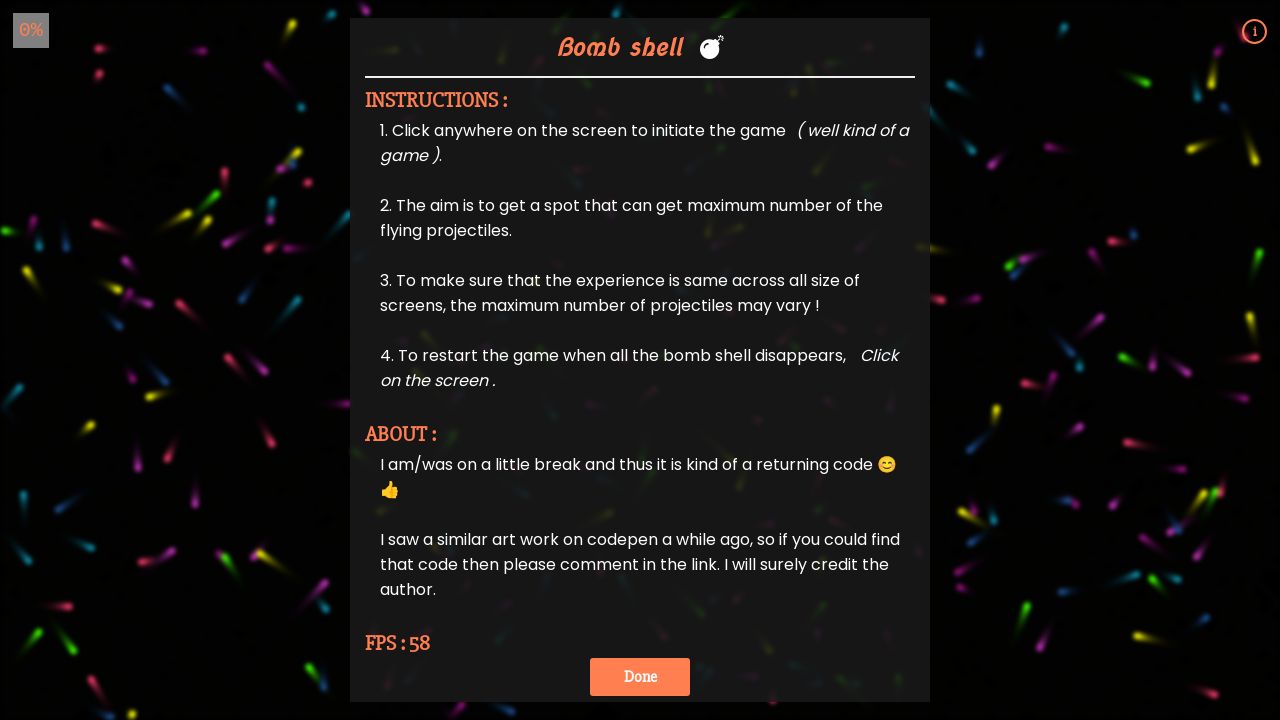 0%
i
Bomb shell 💣
INSTRUCTIONS :
1. Click anywhere on the screen to initiate the game ( well kind of a
game ).
2. The aim is to get a spot that can get maximum number of the
flying projectiles.
3. To make sure that the experience is same across all size of
screens, the maximum number of projectiles may vary !
4. To restart the game when all the bomb shell disappears, Click
on the screen .
ABOUT :
I am/was on a little break and thus it is kind of a returning code 😊
👍
I saw a similar art work on codepen a while ago, so if you could find
that code then please comment in the link. I will surely credit the
author.
FPS : 58
Done